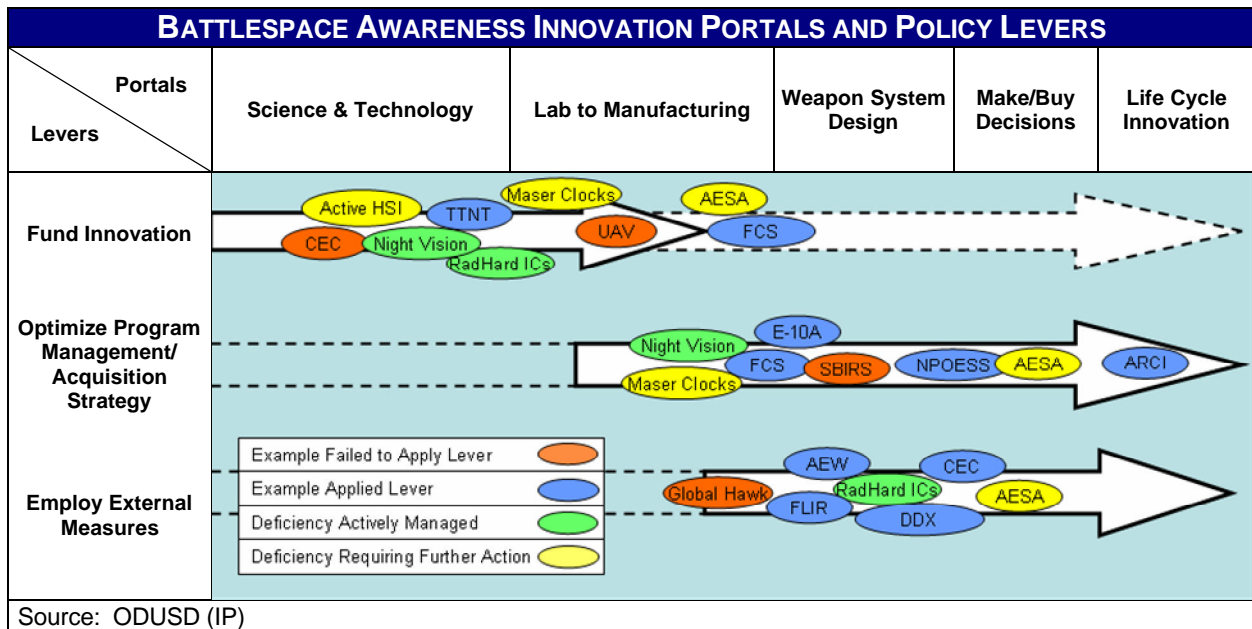 BATTLESPACE AWARENESS INNOVATION PORTALS AND POLICY LEVERS
Portals
Levers
Science & Technology
Lab to Manufacturing
Weapon System
Design
Make/Buy
Decisions
Life Cycle
Innovation
Fund Innovation
Active HSI
TTNT
Maser Clocks
AESA
CEC
Night Vision
RadHard ICs
UAV
FCS
Optimize Program
Management/
Acquisition
Strategy
Night Vision
E-10A
Maser Clocks
FCS
SBIRS
NPOESS
AESA
ARCI
Employ External
Measures
Example Failed to Apply Lever
Example Applied Lever
Deficiency Actively Managed
Deficiency Requiring Further Action
Global Hawk
AEW
CEC
RadHard ICs
AESA
FLIR
DDX
Source: ODUSD (IP)